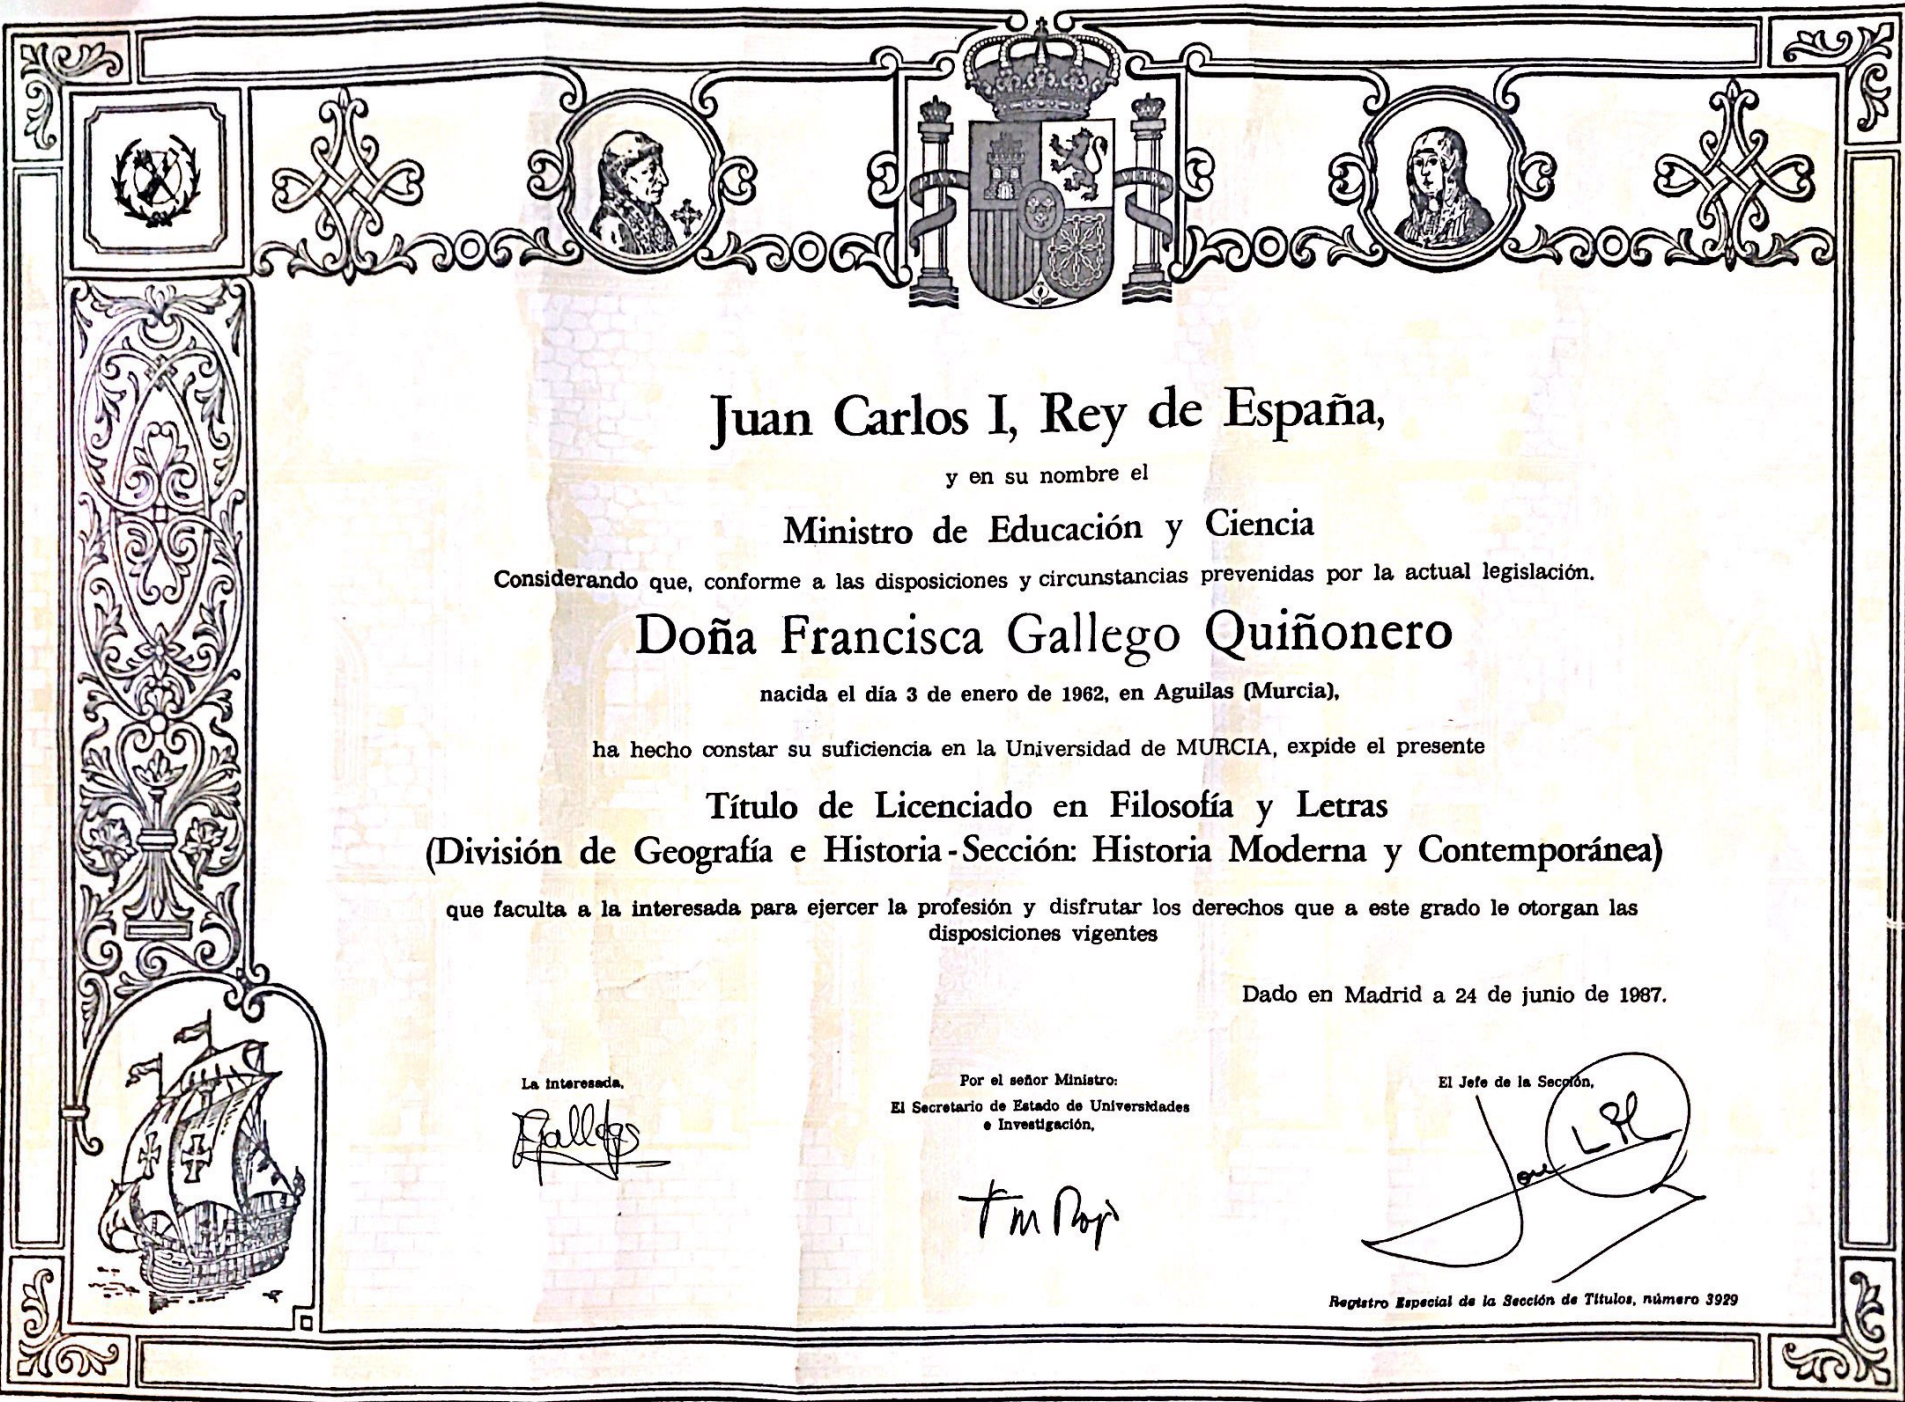 PLVS
VLTRA
Juan Carlos I, Rey de España,
y en su nombre el
Ministro de Educación y Ciencia
Considerando que, conforme a las disposiciones y circunstancias prevenidas por la actual legislación.
Doña Francisca Gallego Quiñonero
nacida el día 3 de enero de 1962, en Aguilas (Murcia),
ha hecho constar su suficiencia en la Universidad de MURCIA, expide el presente
Título de Licenciado en Filosofía y Letras
(División de Geografía e Historia - Sección: Historia Moderna y Contemporánea)
que faculta a la interesada para ejercer la profesión y disfrutar los derechos que a este grado le otorgan las
disposiciones vigentes
Dado en Madrid a 24 de junio de 1987.
La interesada,
Por el señor Ministro:
El Secretario de Estado de Universidades
e Investigación,
El Jefe de la Sección,
Registro Especial de la Sección de Títulos, número 3929